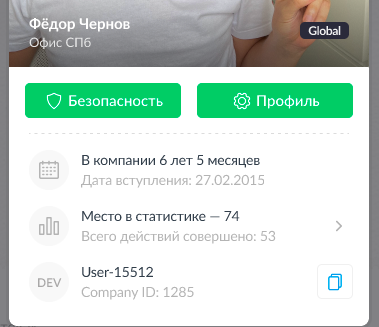 Фёдор Чернов
Офис СПб
Global
Безопасность
Профиль
В компании 6 лет 5 месяцев
Дата вступления: 27.02.2015
Место в статистике — 74
Всего действий совершено: 53
DEV
User-15512
Company ID: 1285